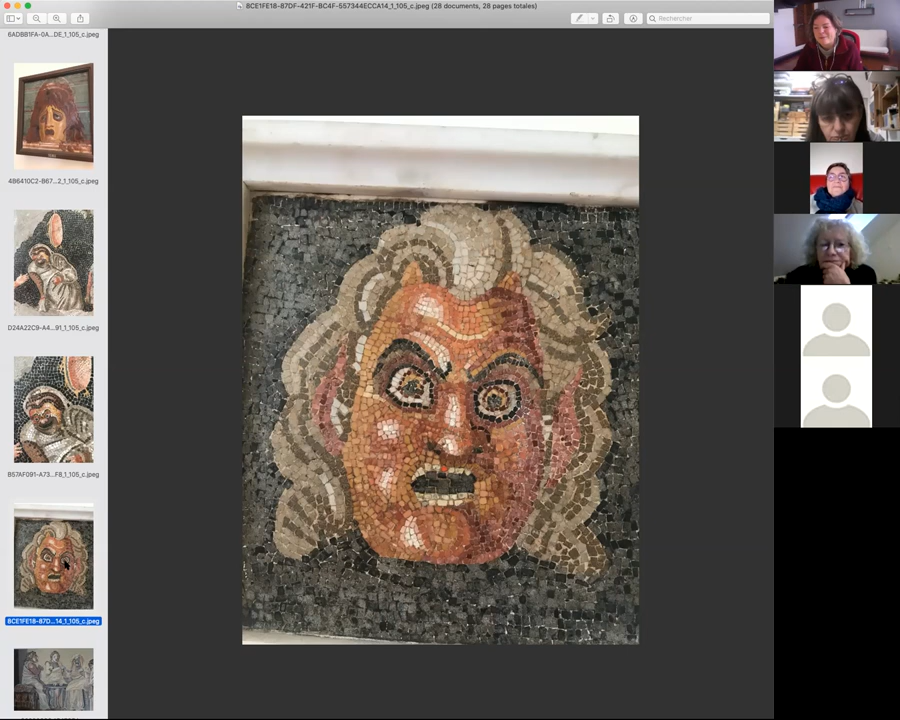 8CE1FE18-87DF-421F-BC4F-557344ECCA14_1_105_c.jpeg (28 documents, 28 pages totales)
Rechercher
6ADBB1FA-0A...DE_1_105_c.jpeg
4B6410C2-B67...2_1_105_c.jpeg
D24A22C9-A4...91_1_105_c.jpeg
B57AF091-A73...F8_1_105_c.jpeg
8CE1FE18-87D...14_1_105_c.jpeg